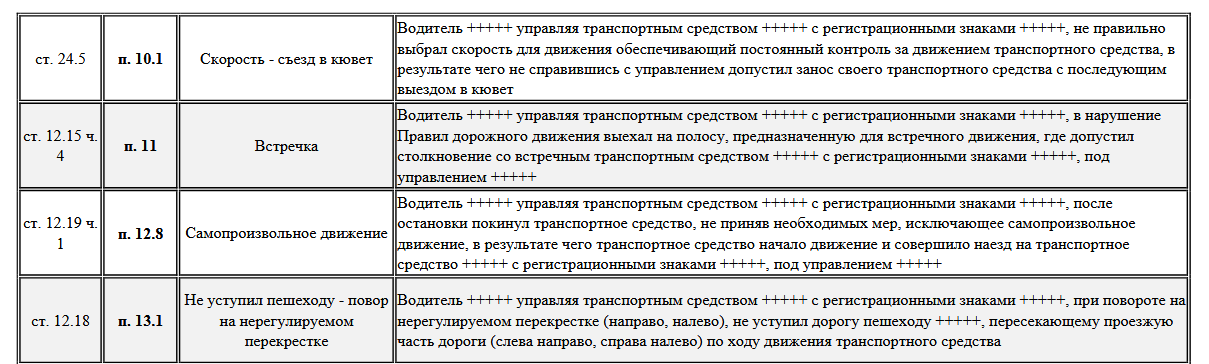 ст. 24.5
п. 10.1
Скорость - съезд в кювет
Водитель +++++ управляя транспортным средством +++++ с регистрационными знаками +++++, не правильно
выбрал скорость для движения обеспечивающий постоянный контроль за движением транспортного средства, в
результате чего не справившись с управлением допустил занос своего транспортного средства с последующим
выездом в кювет
ст. 12.15 ч.
4
п. 11
Встречка
Водитель +++++ управляя транспортным средством +++++ с регистрационными знаками +++++, в нарушение
Правил дорожного движения выехал на полосу, предназначенную для встречного движения, где допустил
столкновение со встречным транспортным средством +++++ с регистрационными знаками +++++, под
управлением +++++
ст. 12.19 ч.
1
п. 12.8
Самопроизвольное движение
Водитель +++++ управляя транспортным средством +++++ с регистрационными знаками +++++, после
остановки покинул транспортное средство, не приняв необходимых мер, исключающее самопроизвольное
движение, в результате чего транспортное средство начало движение и совершило наезд на транспортное
средство +++++ с регистрационными знаками +++++, под управлением +++++
ст. 12.18
п. 13.1
Не уступил пешеходу - повор
на нерегулируемом
перекрестке
Водитель +++++ управляя транспортным средством +++++ с регистрационными знаками +++++, при повороте на
нерегулируемом перекрестке (направо, налево), не уступил дорогу пешеходу +++++, пересекающему проезжую
часть дороги (слева направо, справа налево) по ходу движения транспортного средства